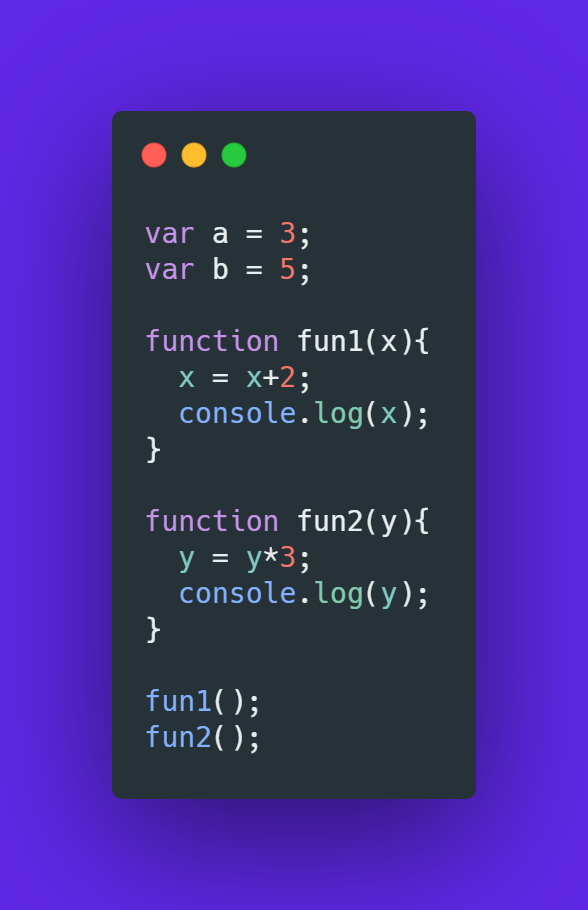 var a = 3;
var b = 5;

function fun1(x){
  x = x+2;
  console.log(x);
}

function fun2(y){
  y = y*3;
  console.log(y);
}

fun1();
fun2();